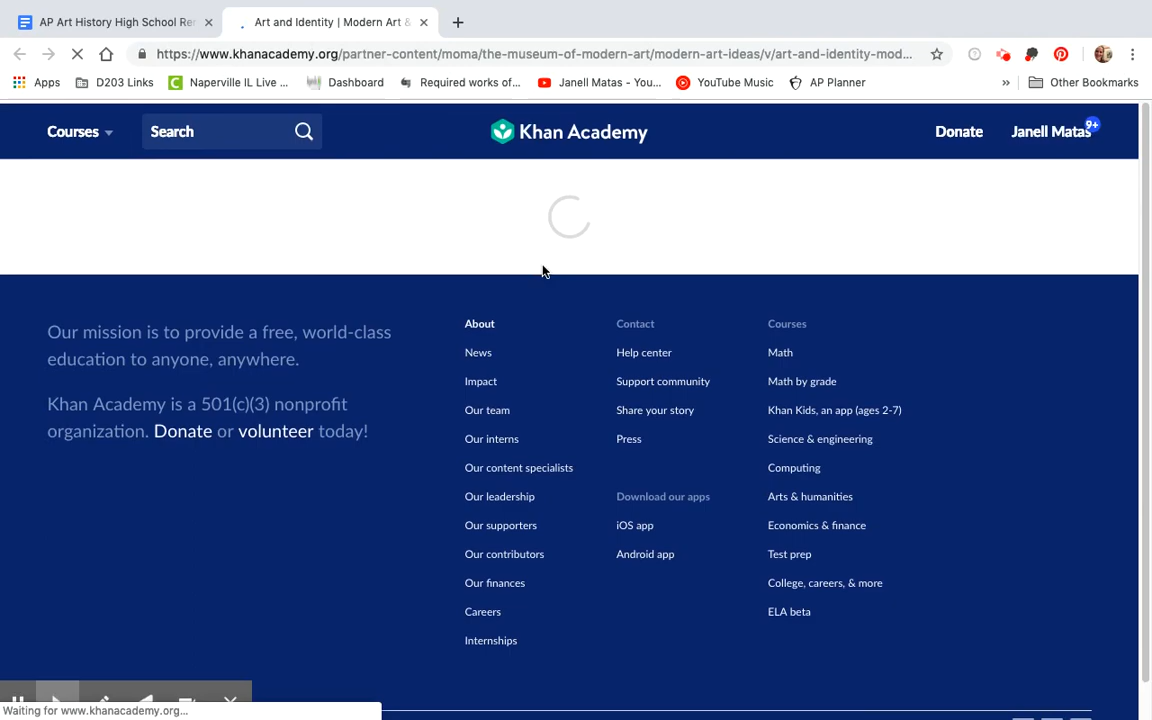 AP Art History High School Re
Art and Identity | Modern Art &
https://www.khanacademy.org/partner-content/moma/the-museum-of-modern-art/modern-art-ideas/v/art-and-identity-mod...
Apps D203 Links Naperville IL Live ... Dashboard Required works of... Janell Matas - You... YouTube Music AP Planner » Other Bookmarks
Courses Search Khan Academy Donate Janell Matas 9+
Our mission is to provide a free, world-class
education to anyone, anywhere.
Khan Academy is a 501(c)(3) nonprofit
organization. Donate or volunteer today!
About
News
Impact
Our team
Our interns
Our content specialists
Our leadership
Our supporters
Our contributors
Our finances
Careers
Internships
Contact
Help center
Support community
Share your story
Press
Download our apps
iOS app
Android app
Courses
Math
Math by grade
Khan Kids, an app (ages 2-7)
Science & engineering
Computing
Arts & humanities
Economics & finance
Test prep
College, careers, & more
ELA beta
Waiting for www.khanacademy.org...